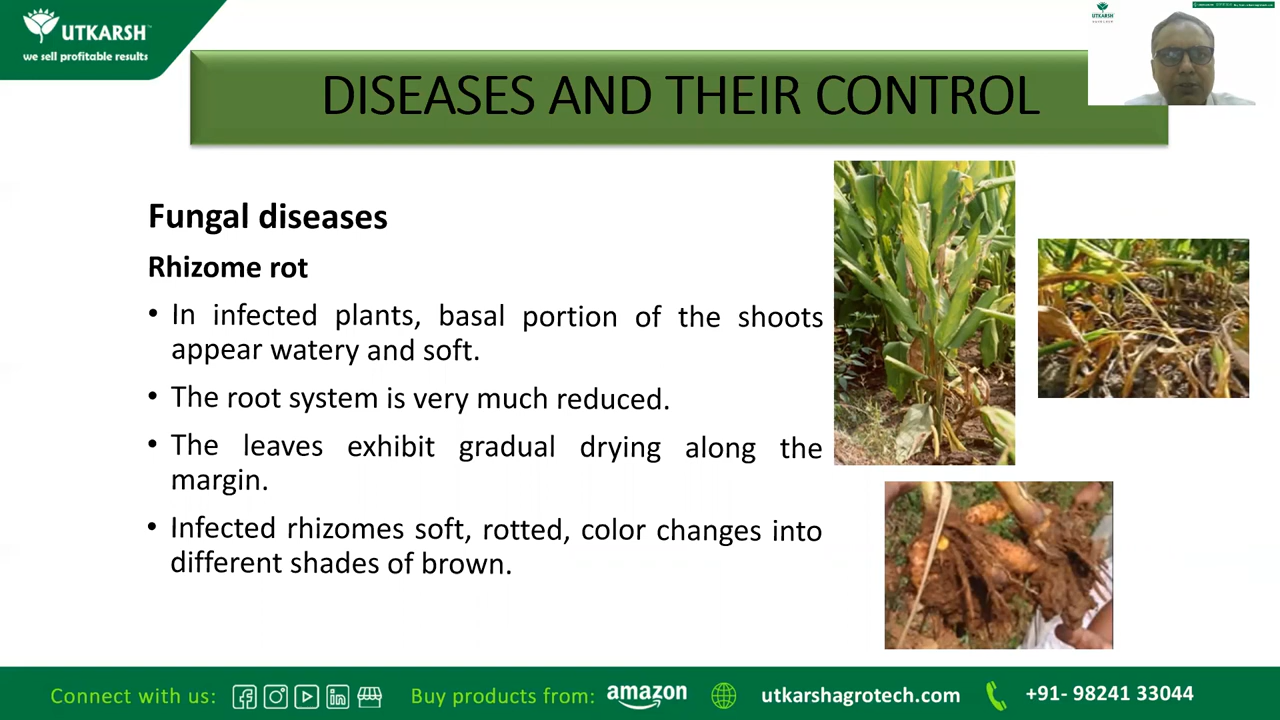 UTKARSH
we sell profitable results
UTKARSH
DISEASES AND THEIR CONTROL
Fungal diseases
Rhizome rot
• In infected plants, basal portion of the shoots
appear watery and soft.
• The root system is very much reduced.
• The leaves exhibit gradual drying along the
margin.
• Infected rhizomes soft, rotted, color changes into
different shades of brown.
Connect with us:
Buy products from: amazon
utkarshagrotech.com
+91- 98241 33044